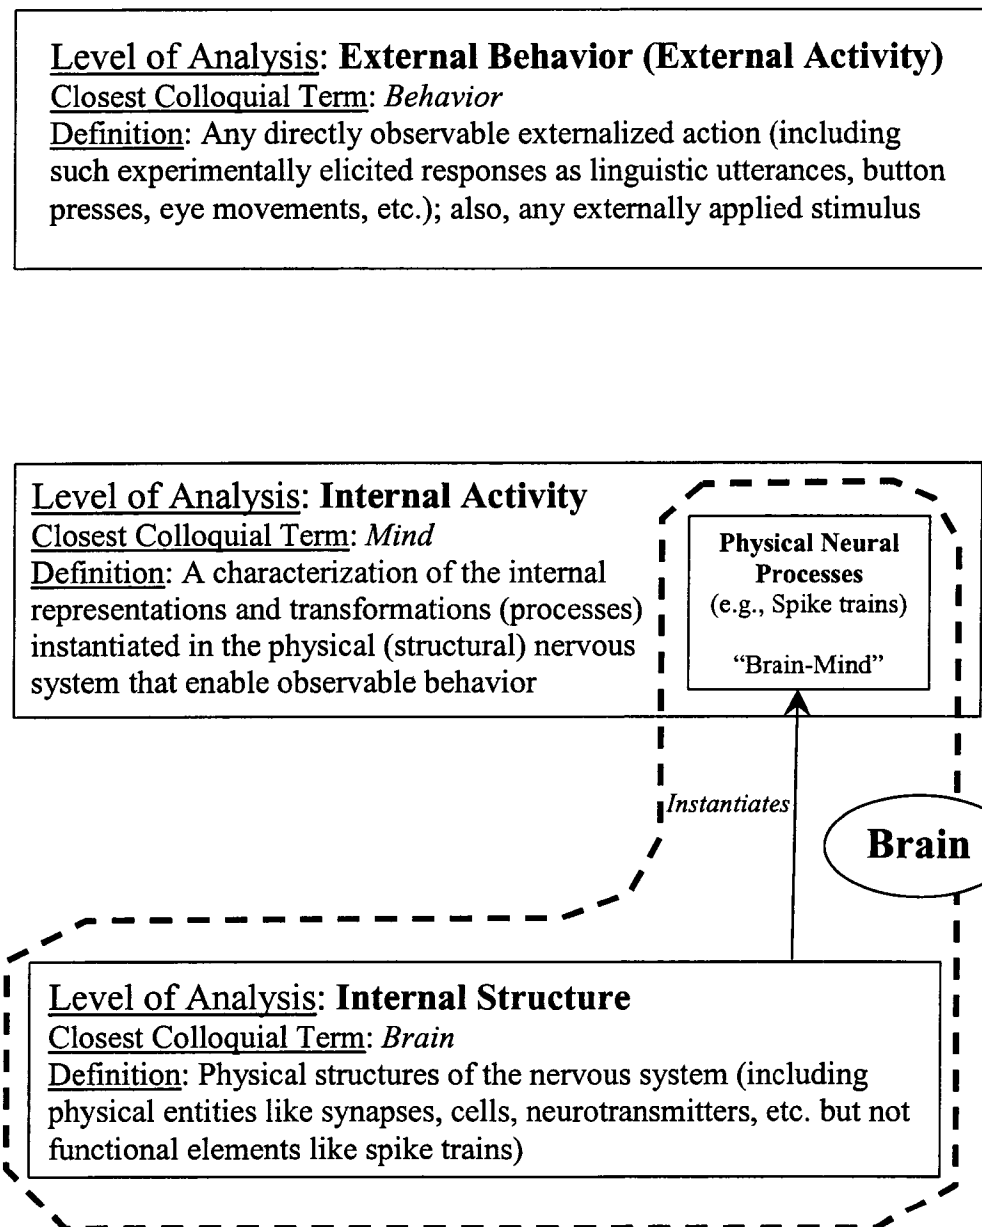 Level of Analysis: External Behavior (External Activity)
Closest Colloquial Term: Behavior
Definition: Any directly observable externalized action (including
such experimentally elicited responses as linguistic utterances, button
presses, eye movements, etc.); also, any externally applied stimulus
Level of Analysis: Internal Activity
Closest Colloquial Term: Mind
Definition: A characterization of the internal
representations and transformations (processes)
instantiated in the physical (structural) nervous
system that enable observable behavior
Physical Neural
Processes
(e.g., Spike trains)
“Brain-Mind”
Instantiates
Brain
Level of Analysis: Internal Structure
Closest Colloquial Term: Brain
Definition: Physical structures of the nervous system (including
physical entities like synapses, cells, neurotransmitters, etc. but not
functional elements like spike trains)